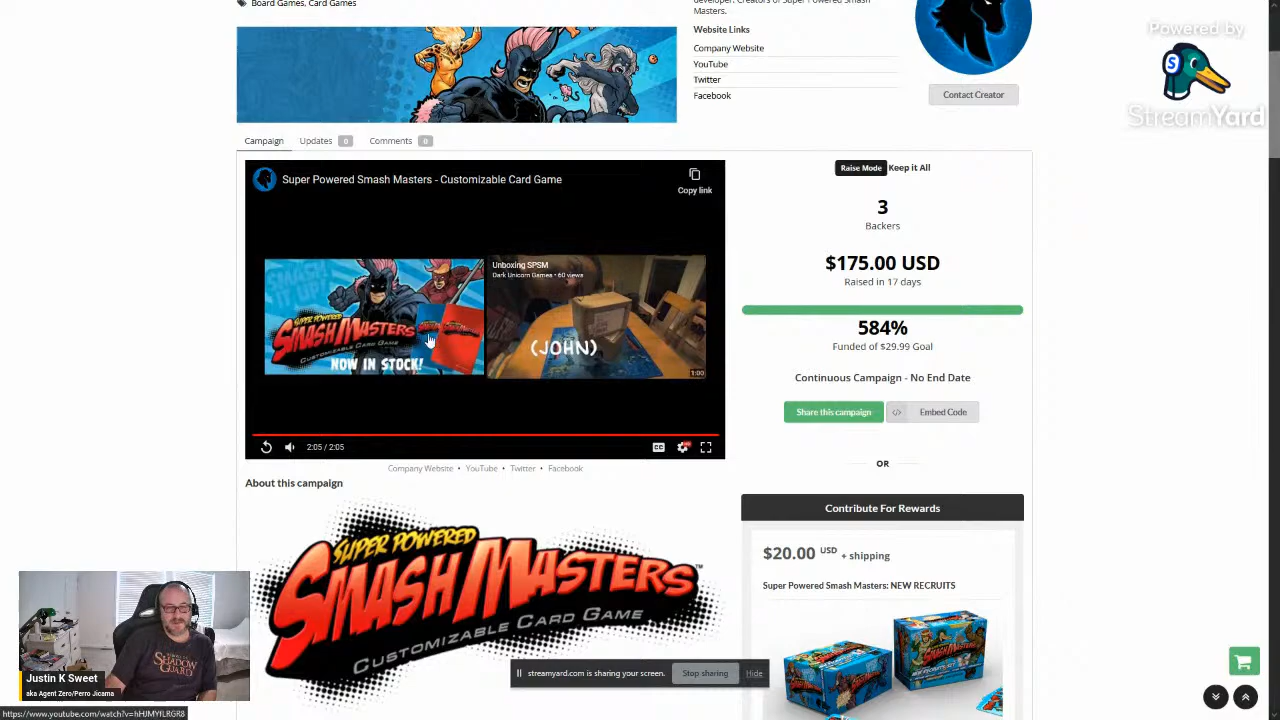 Board Games, Card Games
developer. Creators of Super Powered Smash
Masters.
Website Links
Company Website
YouTube
Twitter
Facebook
Contact Creator
Powered by
S
StreamYard
Campaign
Updates 0
Comments 0
Super Powered Smash Masters - Customizable Card Game
Copy link
SUPER POWERED
SMASH MASTERS
CUSTOMIZABLE CARD GAME
NOW IN STOCK!
Unboxing SPSM
Dark Unicorn Games • 60 views
(JOHN)
1:00
2:05 / 2:05
CC
Company Website • YouTube • Twitter • Facebook
About this campaign
SUPER POWERED
SMASH MASTERS™
CUSTOMIZABLE CARD GAME
Raise Mode Keep it All
3
Backers
$175.00 USD
Raised in 17 days
584%
Funded of $29.99 Goal
Continuous Campaign - No End Date
Share this campaign
</> Embed Code
OR
Contribute For Rewards
$20.00 USD + shipping
Super Powered Smash Masters: NEW RECRUITS
SMASH MASTERS
SHADOW
GUARD
Justin K Sweet
aka Agent Zero/Perro Jicama
streamyard.com is sharing your screen.
Stop sharing
Hide